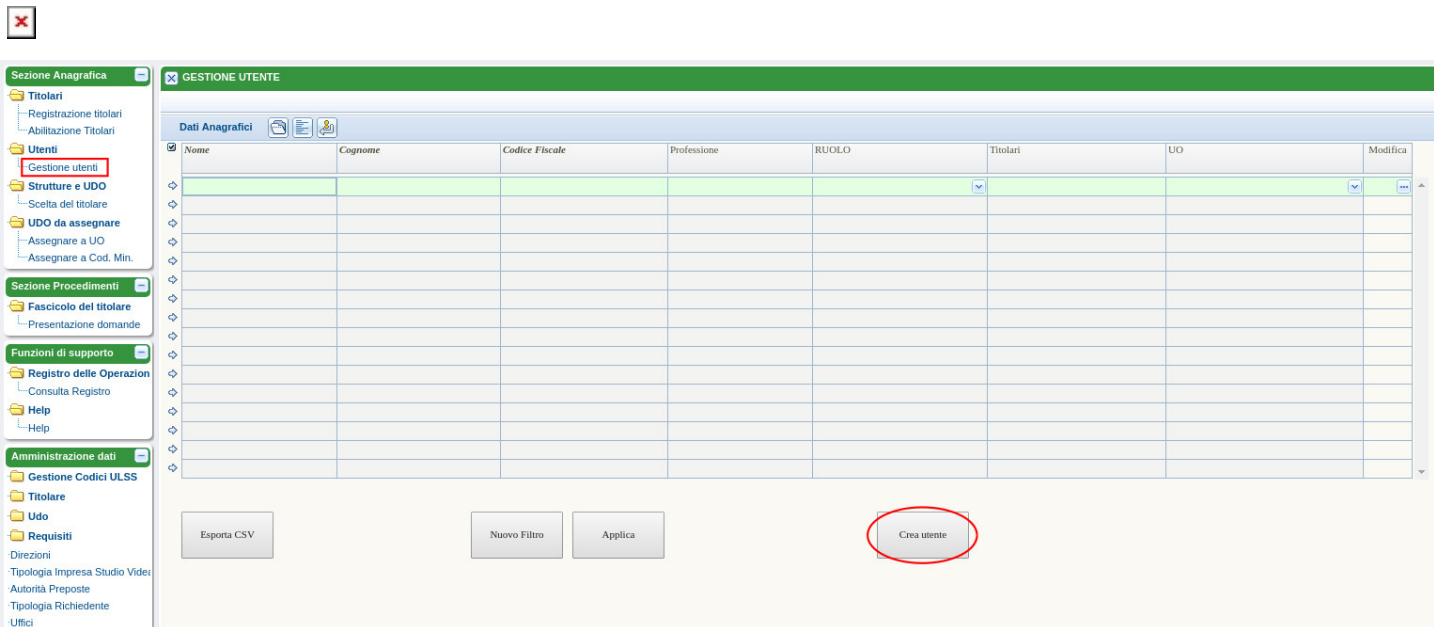 Sezione Anagrafica
Titolari
Registrazione titolari
Abilitazione Titolari
Utenti
Gestione utenti
Strutture e UDO
Scelta del titolare
UDO da assegnare
Assegnare a UO
Assegnare a Cod. Min.
Sezione Procedimenti
Fascicolo del titolare
Presentazione domande
Funzioni di supporto
Registro delle Operazion
Consulta Registro
Help
Help
Amministrazione dati
Gestione Codici ULSS
Titolare
Udo
Requisiti
Direzioni
Tipologia Impresa Studio Videa
Autorità Preposte
Tipologia Richiedente
Uffici
GESTIONE UTENTE
Dati Anagrafici
Nome Cognome Codice Fiscale Professione RUOLO Titolari UO Modifica
Esporta CSV Nuovo Filtro Applica Crea utente